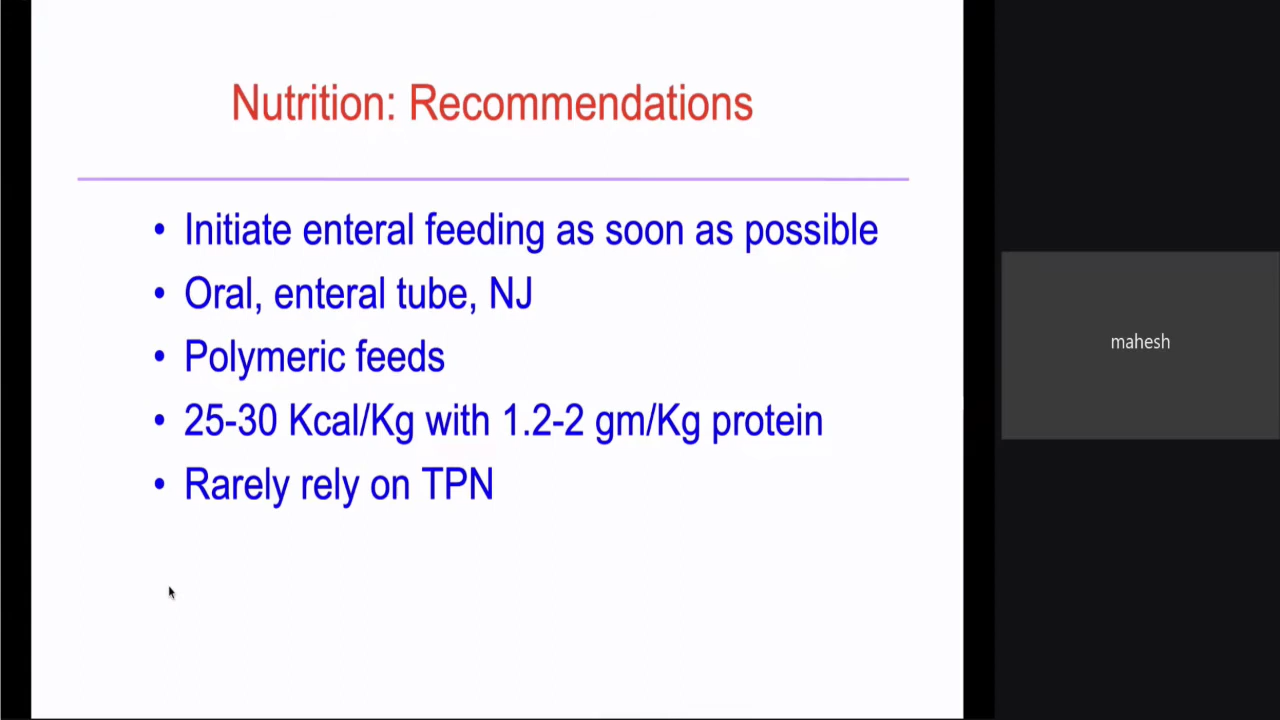 Nutrition: Recommendations
• Initiate enteral feeding as soon as possible
• Oral, enteral tube, NJ
• Polymeric feeds
• 25-30 Kcal/Kg with 1.2-2 gm/Kg protein
• Rarely rely on TPN
mahesh